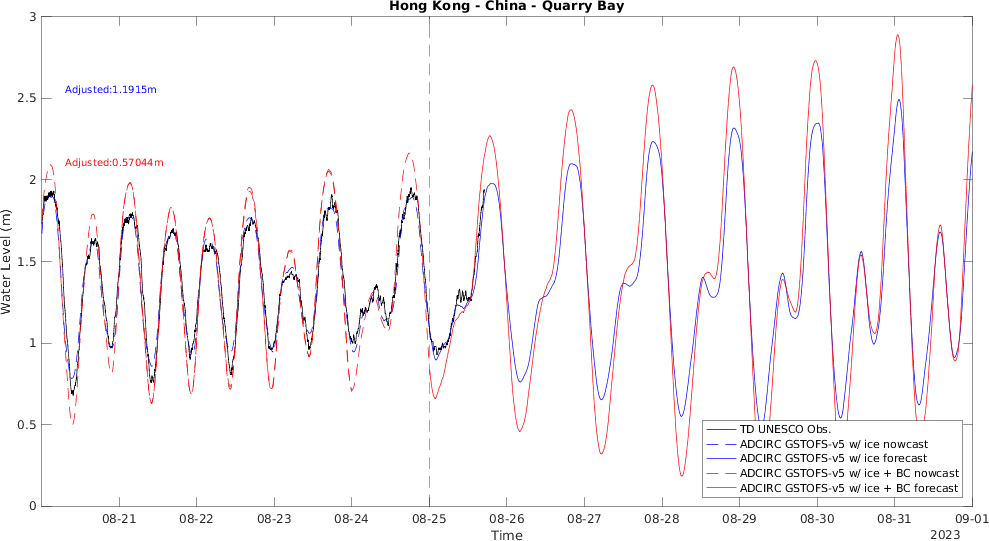 Hong Kong - China - Quarry Bay
3
2.5
2
1.5
1
0.5
0
Water Level (m)
Adjusted:1.1915m
Adjusted:0.57044m
TD UNESCO Obs.
ADCIRC GSTOFS-v5 w/ ice nowcast
ADCIRC GSTOFS-v5 w/ ice forecast
ADCIRC GSTOFS-v5 w/ ice + BC nowcast
ADCIRC GSTOFS-v5 w/ ice + BC forecast
08-21 08-22 08-23 08-24 08-25 08-26 08-27 08-28 08-29 08-30 08-31 09-01
Time
2023